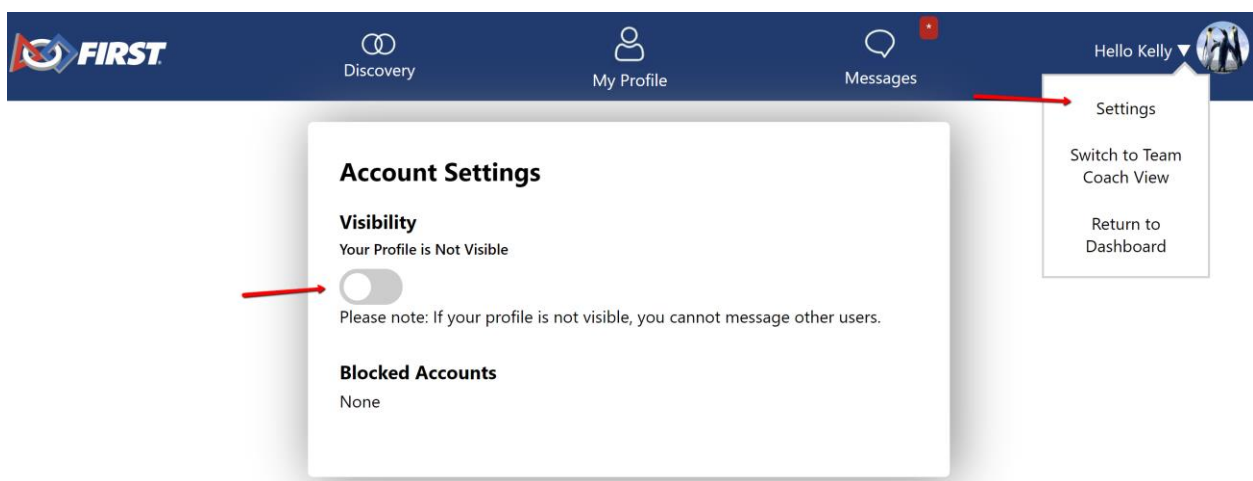 FIRST
Discovery
My Profile
*
Messages
Hello Kelly ▼
Settings
Switch to Team
Coach View
Return to
Dashboard
Account Settings
Visibility
Your Profile is Not Visible
Please note: If your profile is not visible, you cannot message other users.
Blocked Accounts
None